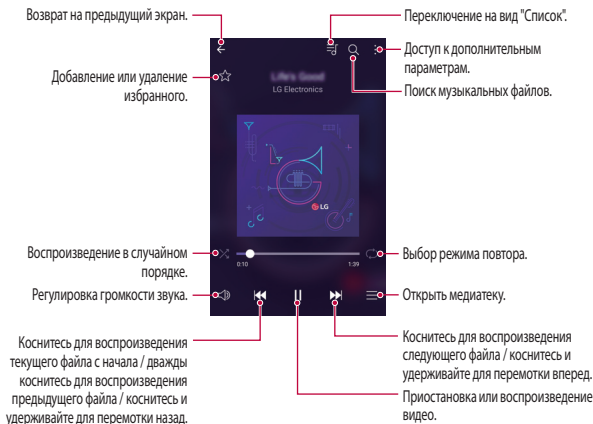 Возврат на предыдущий экран.
Добавление или удаление
избранного.
Воспроизведение в случайном
порядке.
Регулировка громкости звука.
Коснитесь для воспроизведения
текущего файла с начала / дважды
коснитесь для воспроизведения
предыдущего файла / коснитесь и
удерживайте для перемотки назад.
Life's Good
LG Electronics
LG
0:10
1:39
Переключение на вид "Список".
Доступ к дополнительным
параметрам.
Поиск музыкальных файлов.
Выбор режима повтора.
Открыть медиатеку.
Коснитесь для воспроизведения
следующего файла / коснитесь и
удерживайте для перемотки вперед.
Приостановка или воспроизведение
видео.